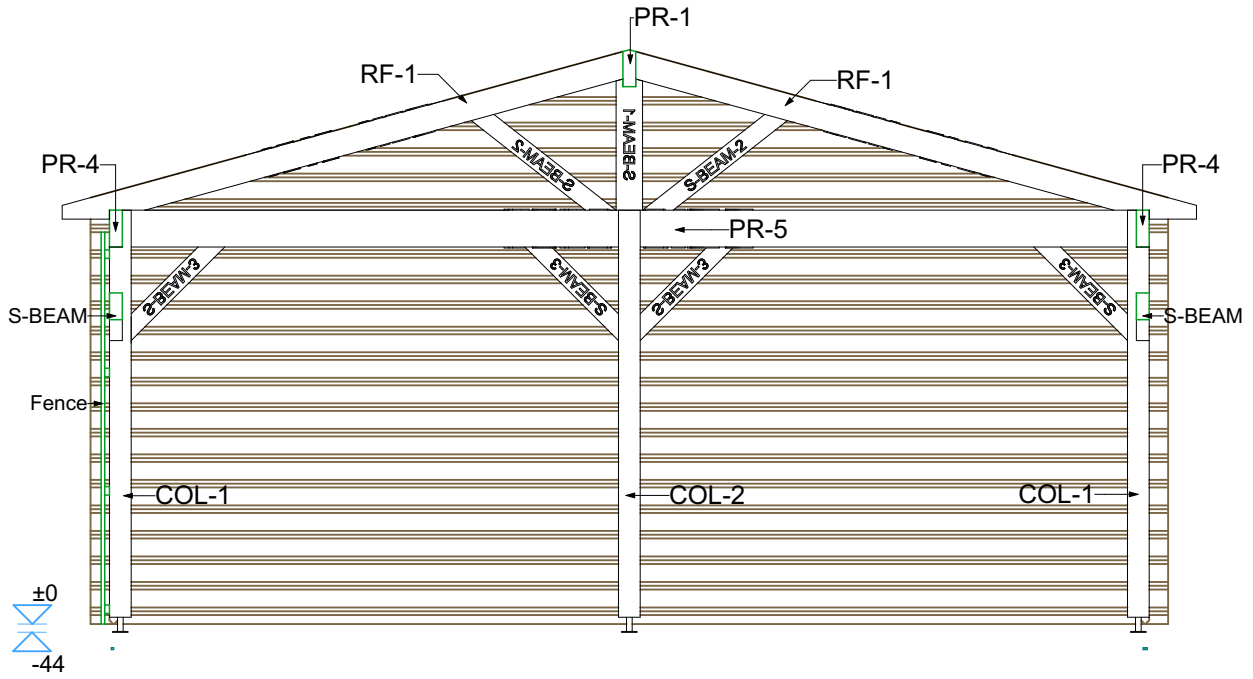 PR-1
RF-1
RF-1
S-BEAM-1
S-BEAM-2
S-BEAM-2
PR-4
PR-4
PR-5
S-BEAM-3
S-BEAM-3
S-BEAM-3
S-BEAM-3
S-BEAM
S-BEAM
Fence
COL-1
COL-2
COL-1
±0
-44